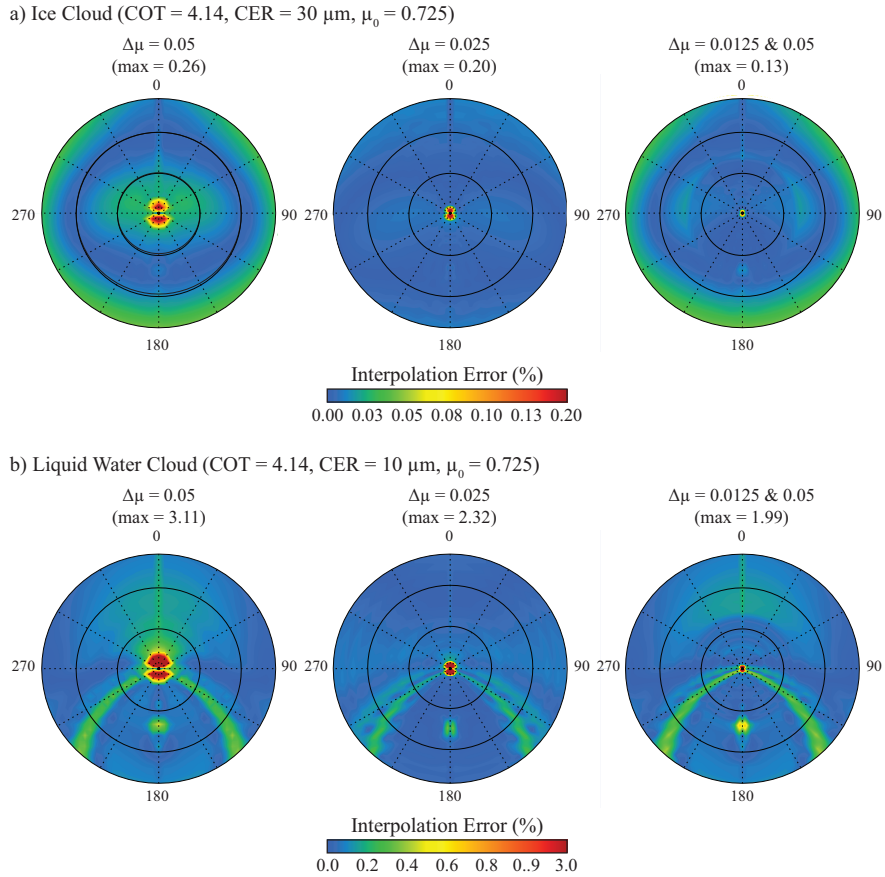 a) Ice Cloud (COT = 4.14, CER = 30 µm, µ0 = 0.725)
Δµ = 0.05 Δµ = 0.025 Δµ = 0.0125 & 0.05
(max = 0.26) (max = 0.20) (max = 0.13)
0 0 0
270 90 270 90 270 90
180 180 180
Interpolation Error (%)
0.00 0.03 0.05 0.08 0.10 0.13 0.20
b) Liquid Water Cloud (COT = 4.14, CER = 10 µm, µ0 = 0.725)
Δµ = 0.05 Δµ = 0.025 Δµ = 0.0125 & 0.05
(max = 3.11) (max = 2.32) (max = 1.99)
0 0 0
270 90 270 90 270 90
180 180 180
Interpolation Error (%)
0.0 0.2 0.4 0.6 0.8 0.9 3.0